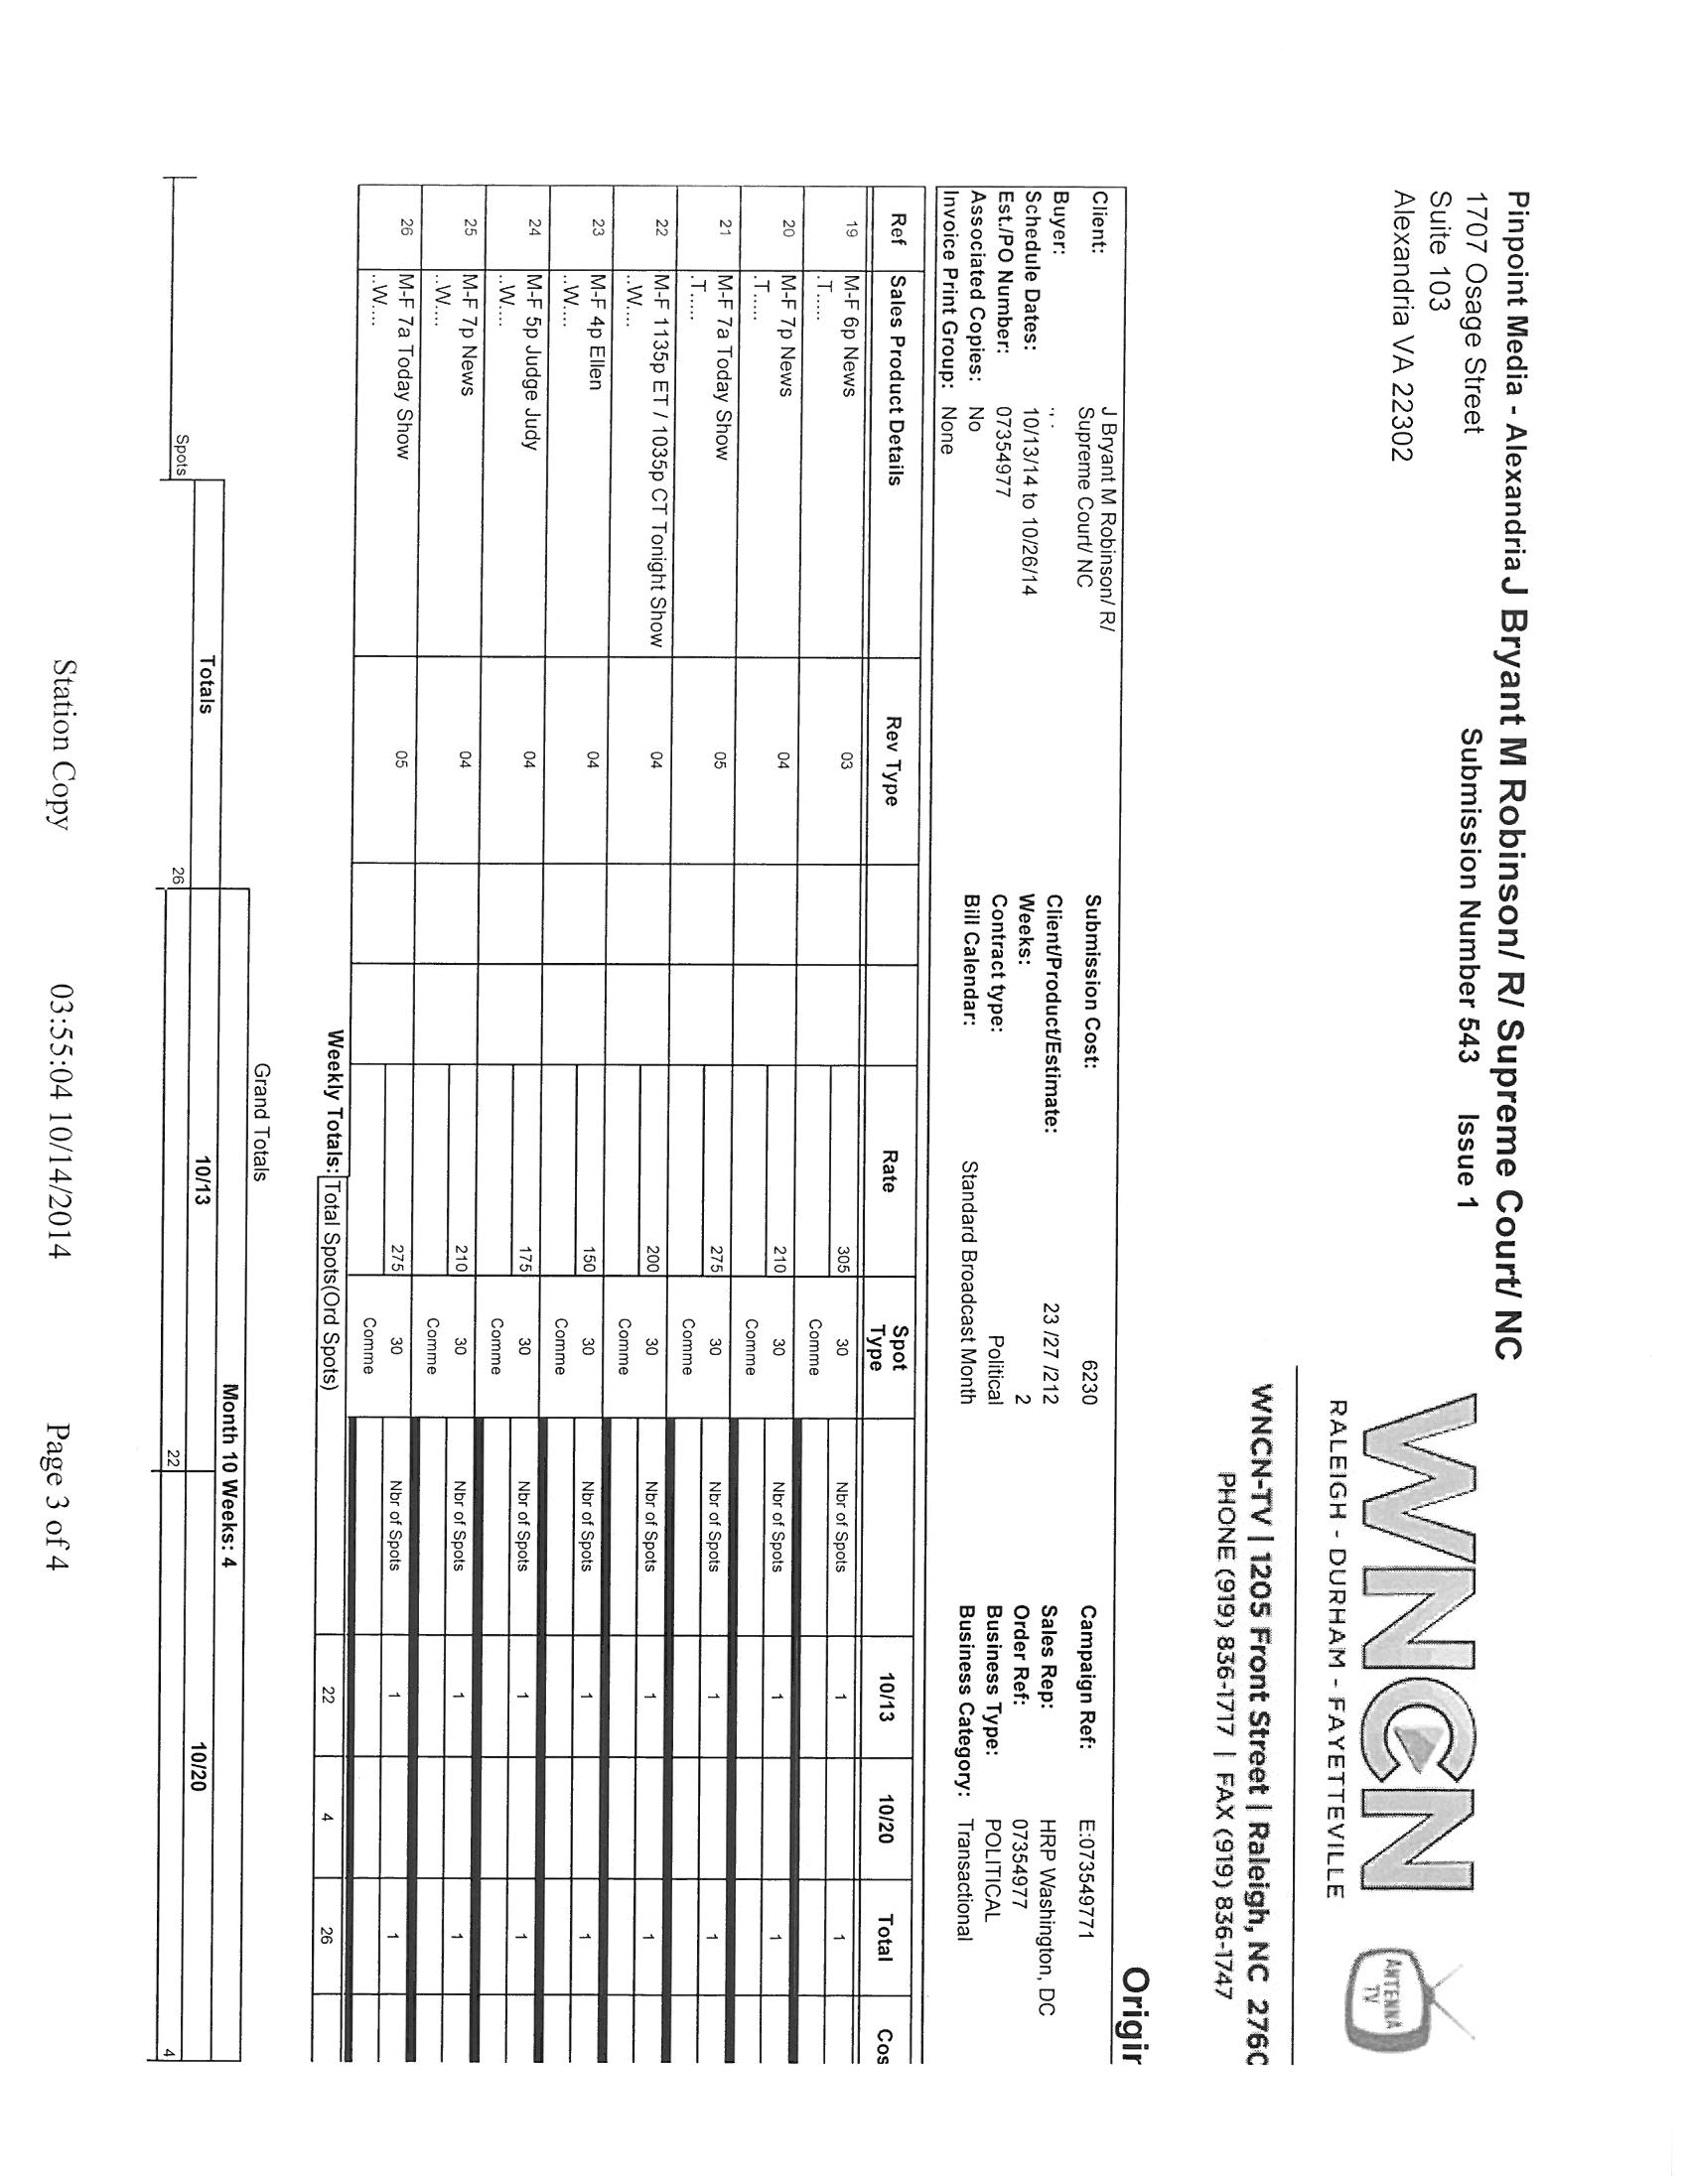 Pinpoint Media - Alexandria J Bryant M Robinson/ R/ Supreme Court/ NC
1707 Osage Street
Suite 103
Alexandria VA 22302
Submission Number 543 Issue 1
WNCN
RALEIGH - DURHAM - FAYETTEVILLE
ANTENNA TV
WNCN-TV | 1205 Front Street | Raleigh, NC 276
PHONE (919) 836-1717 | FAX (919) 836-1747
Origir
Client: J Bryant M Robinson/ R/ Submission Cost: 6230 Campaign Ref: E:073549771
Supreme Court/ NC
Buyer: ., . Client/Product/Estimate: 23 /27 /212 Sales Rep: HRP Washington, DC
Schedule Dates: 10/13/14 to 10/26/14 Weeks: 2 Order Ref: 07354977
Est./PO Number: 07354977 Contract type: Political Business Type: POLITICAL
Associated Copies: No Bill Calendar: Standard Broadcast Month Business Category: Transactional
Invoice Print Group: None
Ref Sales Product Details Rev Type Rate Spot Type 10/13 10/20 Total Cos
19 M-F 6p News 03 305 30 Nbr of Spots 1 1
.T..... Comme
20 M-F 7p News 04 210 30 Nbr of Spots 1 1
.T..... Comme
21 M-F 7a Today Show 05 275 30 Nbr of Spots 1 1
.T..... Comme
22 M-F 1135p ET / 1035p CT Tonight Show 04 200 30 Nbr of Spots 1 1
..W.... Comme
23 M-F 4p Ellen 04 150 30 Nbr of Spots 1 1
..W.... Comme
24 M-F 5p Judge Judy 04 175 30 Nbr of Spots 1 1
..W.... Comme
25 M-F 7p News 04 210 30 Nbr of Spots 1 1
..W.... Comme
26 M-F 7a Today Show 05 275 30 Nbr of Spots 1 1
..W.... Comme
Weekly Totals: Total Spots(Ord Spots) 22 4 26
Grand Totals
Month 10 Weeks: 4
Totals 10/13 10/20
Spots 26 22 4
Station Copy 03:55:04 10/14/2014 Page 3 of 4